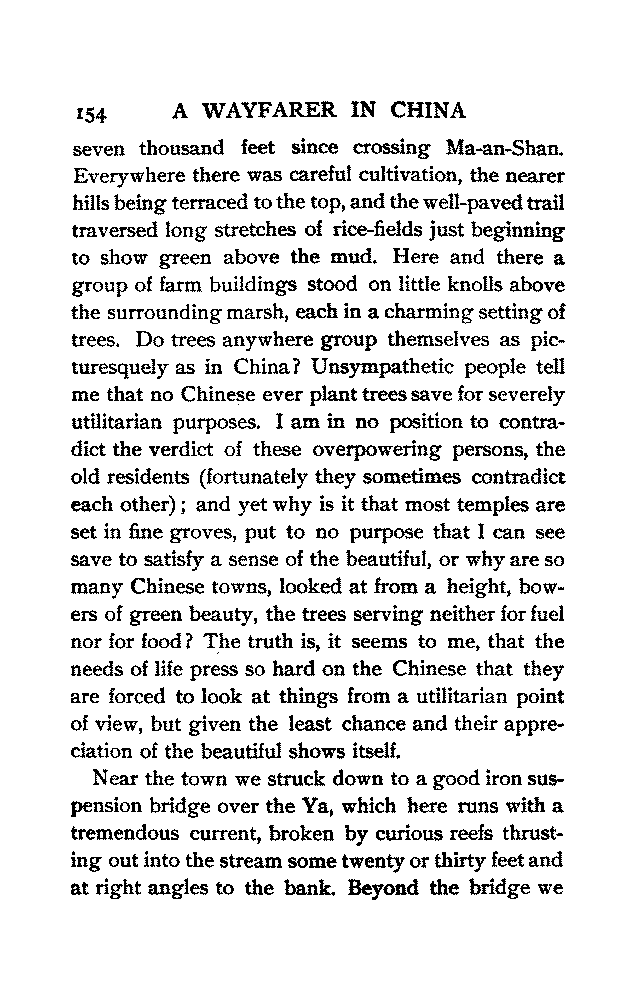 154 A WAYFARER IN CHINA
seven thousand feet since crossing Ma-an-Shan.
Everywhere there was careful cultivation, the nearer
hills being terraced to the top, and the well-paved trail
traversed long stretches of rice-fields just beginning
to show green above the mud. Here and there a
group of farm buildings stood on little knolls above
the surrounding marsh, each in a charming setting of
trees. Do trees anywhere group themselves as pic-
turesquely as in China? Unsympathetic people tell
me that no Chinese ever plant trees save for severely
utilitarian purposes. I am in no position to contra-
dict the verdict of these overpowering persons, the
old residents (fortunately they sometimes contradict
each other); and yet why is it that most temples are
set in fine groves, put to no purpose that I can see
save to satisfy a sense of the beautiful, or why are so
many Chinese towns, looked at from a height, bow-
ers of green beauty, the trees serving neither for fuel
nor for food? The truth is, it seems to me, that the
needs of life press so hard on the Chinese that they
are forced to look at things from a utilitarian point
of view, but given the least chance and their appre-
ciation of the beautiful shows itself.
Near the town we struck down to a good iron sus-
pension bridge over the Ya, which here runs with a
tremendous current, broken by curious reefs thrust-
ing out into the stream some twenty or thirty feet and
at right angles to the bank. Beyond the bridge we